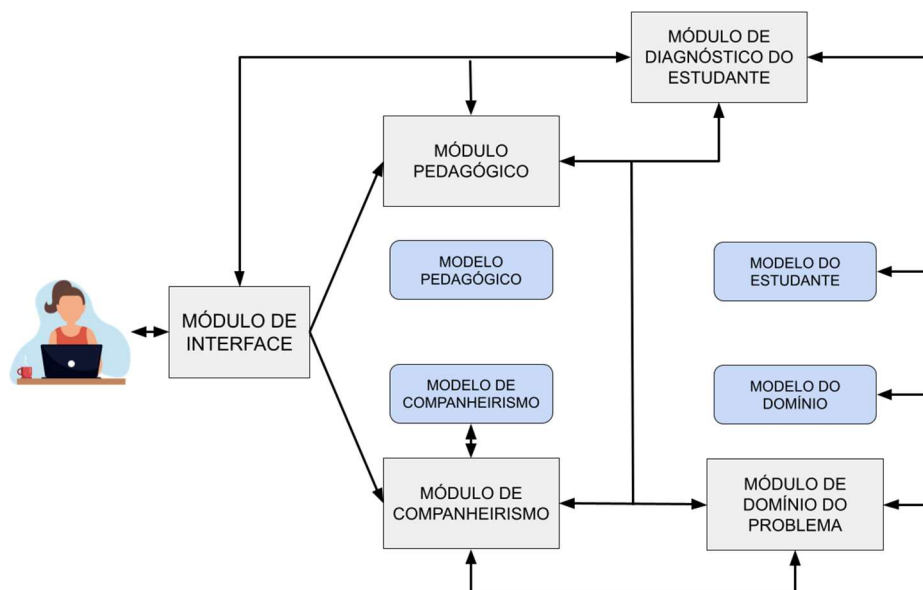 MÓDULO DE
DIAGNÓSTICO DO
ESTUDANTE
MÓDULO
PEDAGÓGICO
MODELO
PEDAGÓGICO
MODELO DO
ESTUDANTE
MÓDULO DE
INTERFACE
MODELO DE
COMPANHEIRISMO
MODELO DO
DOMÍNIO
MÓDULO DE
COMPANHEIRISMO
MÓDULO DE
DOMÍNIO DO
PROBLEMA